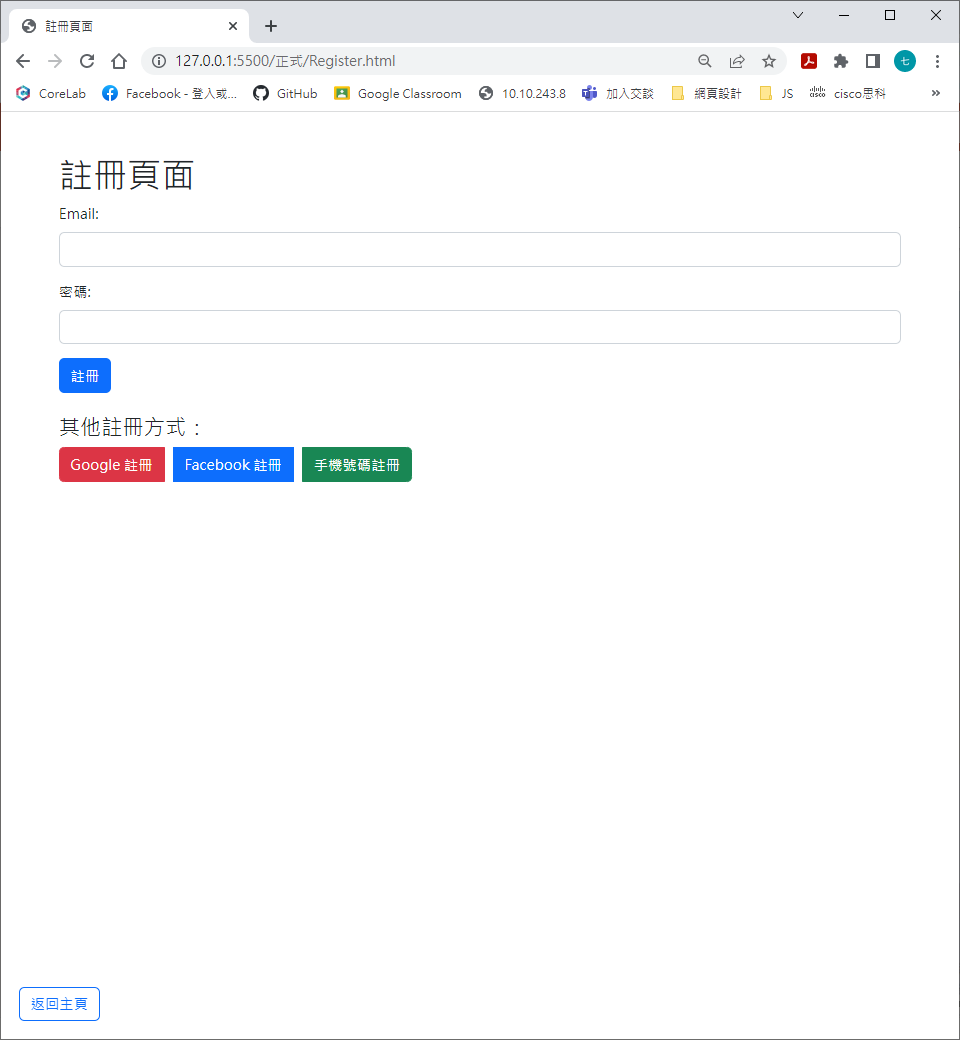 註冊頁面
127.0.0.1:5500/正式/Register.html
七
CoreLab Facebook - 登入或... GitHub Google Classroom 10.10.243.8 加入交談 網頁設計 JS cisco cisco思科 »
註冊頁面
Email:
密碼:
註冊
其他註冊方式：
Google 註冊 Facebook 註冊 手機號碼註冊
返回主頁